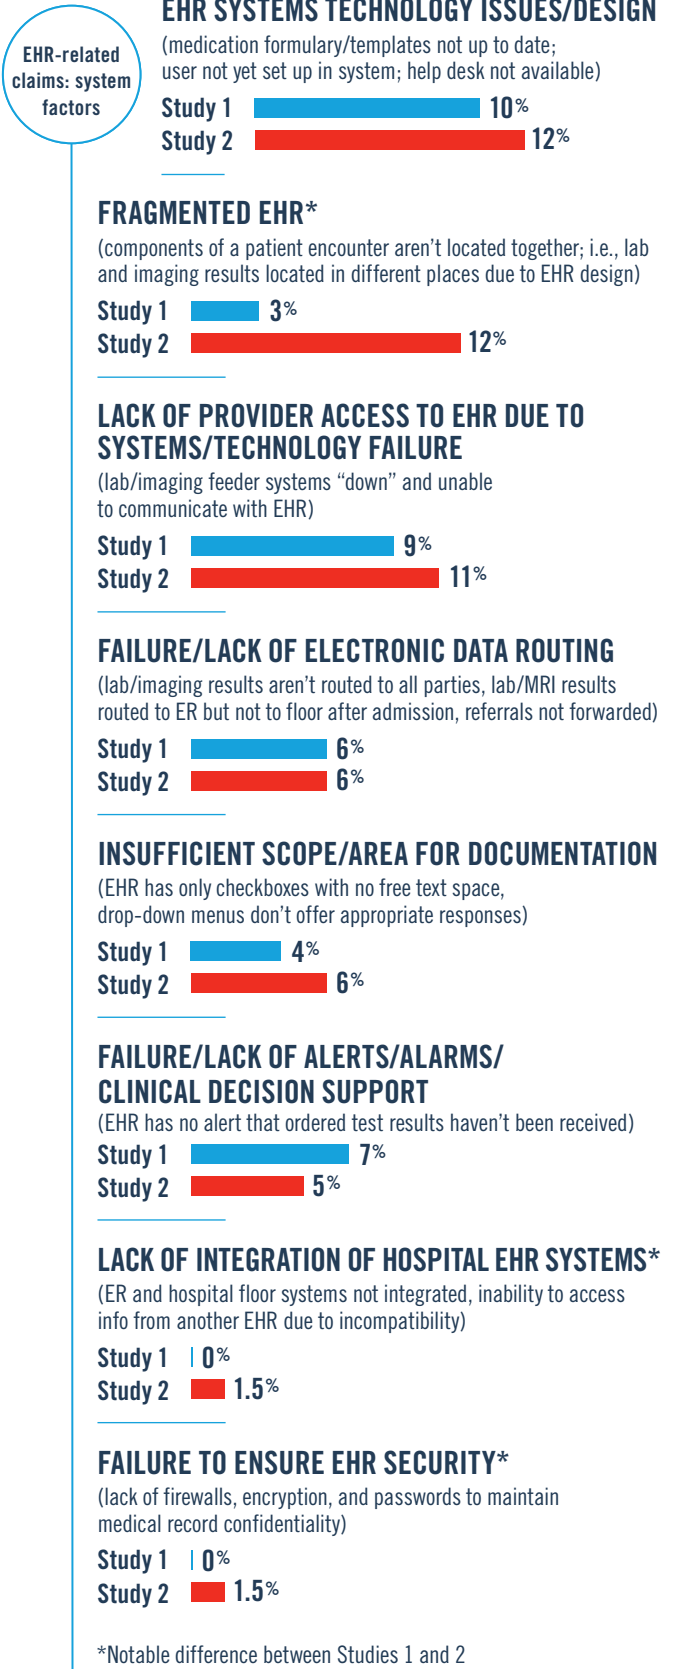 EHR SYSTEMS TECHNOLOGY ISSUES/DESIGN
(medication formulary/templates not up to date;
user not yet set up in system; help desk not available)
EHR-related
claims: system
factors
Study 1 10%
Study 2 12%
FRAGMENTED EHR*
(components of a patient encounter aren’t located together; i.e., lab
and imaging results located in different places due to EHR design)
Study 1 3%
Study 2 12%
LACK OF PROVIDER ACCESS TO EHR DUE TO
SYSTEMS/TECHNOLOGY FAILURE
(lab/imaging feeder systems “down” and unable
to communicate with EHR)
Study 1 9%
Study 2 11%
FAILURE/LACK OF ELECTRONIC DATA ROUTING
(lab/imaging results aren’t routed to all parties, lab/MRI results
routed to ER but not to floor after admission, referrals not forwarded)
Study 1 6%
Study 2 6%
INSUFFICIENT SCOPE/AREA FOR DOCUMENTATION
(EHR has only checkboxes with no free text space,
drop-down menus don’t offer appropriate responses)
Study 1 4%
Study 2 6%
FAILURE/LACK OF ALERTS/ALARMS/
CLINICAL DECISION SUPPORT
(EHR has no alert that ordered test results haven’t been received)
Study 1 7%
Study 2 5%
LACK OF INTEGRATION OF HOSPITAL EHR SYSTEMS*
(ER and hospital floor systems not integrated, inability to access
info from another EHR due to incompatibility)
Study 1 0%
Study 2 1.5%
FAILURE TO ENSURE EHR SECURITY*
(lack of firewalls, encryption, and passwords to maintain
medical record confidentiality)
Study 1 0%
Study 2 1.5%
*Notable difference between Studies 1 and 2